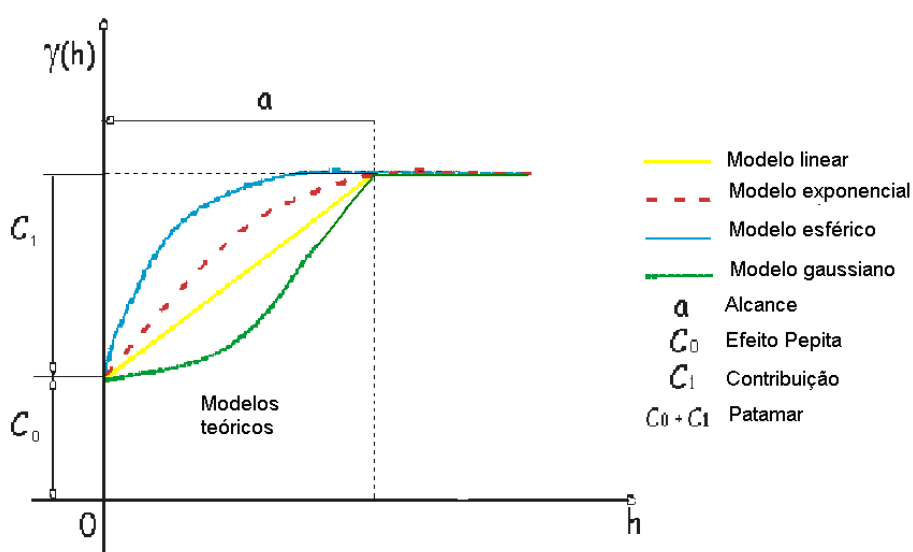 γ(h)
a
C₁
C₀
Modelos
teóricos
0
h
Modelo linear
Modelo exponencial
Modelo esférico
Modelo gaussiano
a Alcance
C₀ Efeito Pepita
C₁ Contribuição
C₀ + C₁ Patamar